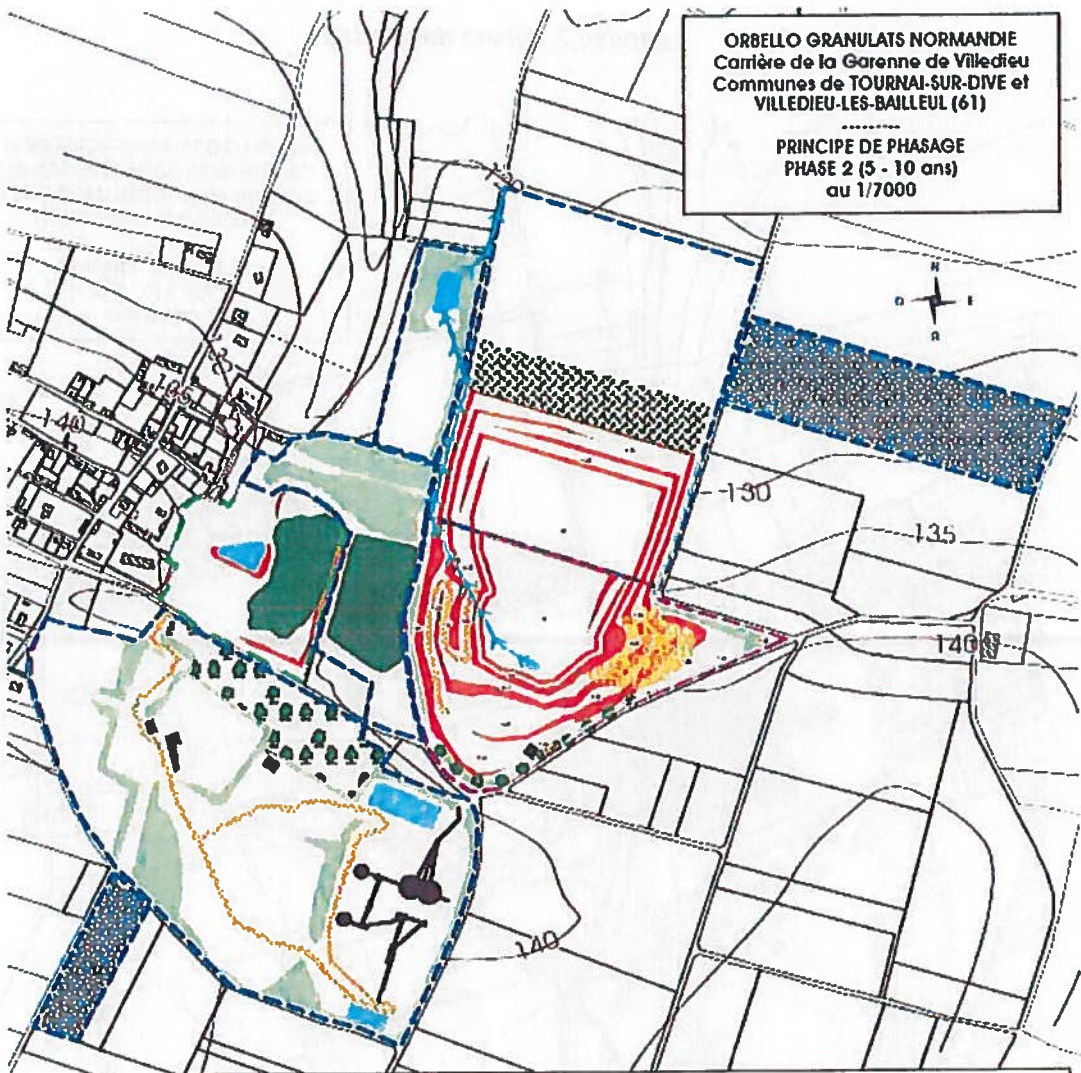 ORBELLO GRANULATS NORMANDIE
Carrière de la Garenne de Villedieu
Communes de TOURNAI-SUR-DIVE et
VILLEDIEU-LES-BAILLEUL (61)
----------
PRINCIPE DE PHASAGE
PHASE 2 (5 - 10 ans)
au 1/7000
N
O E
130
135
140
140
140